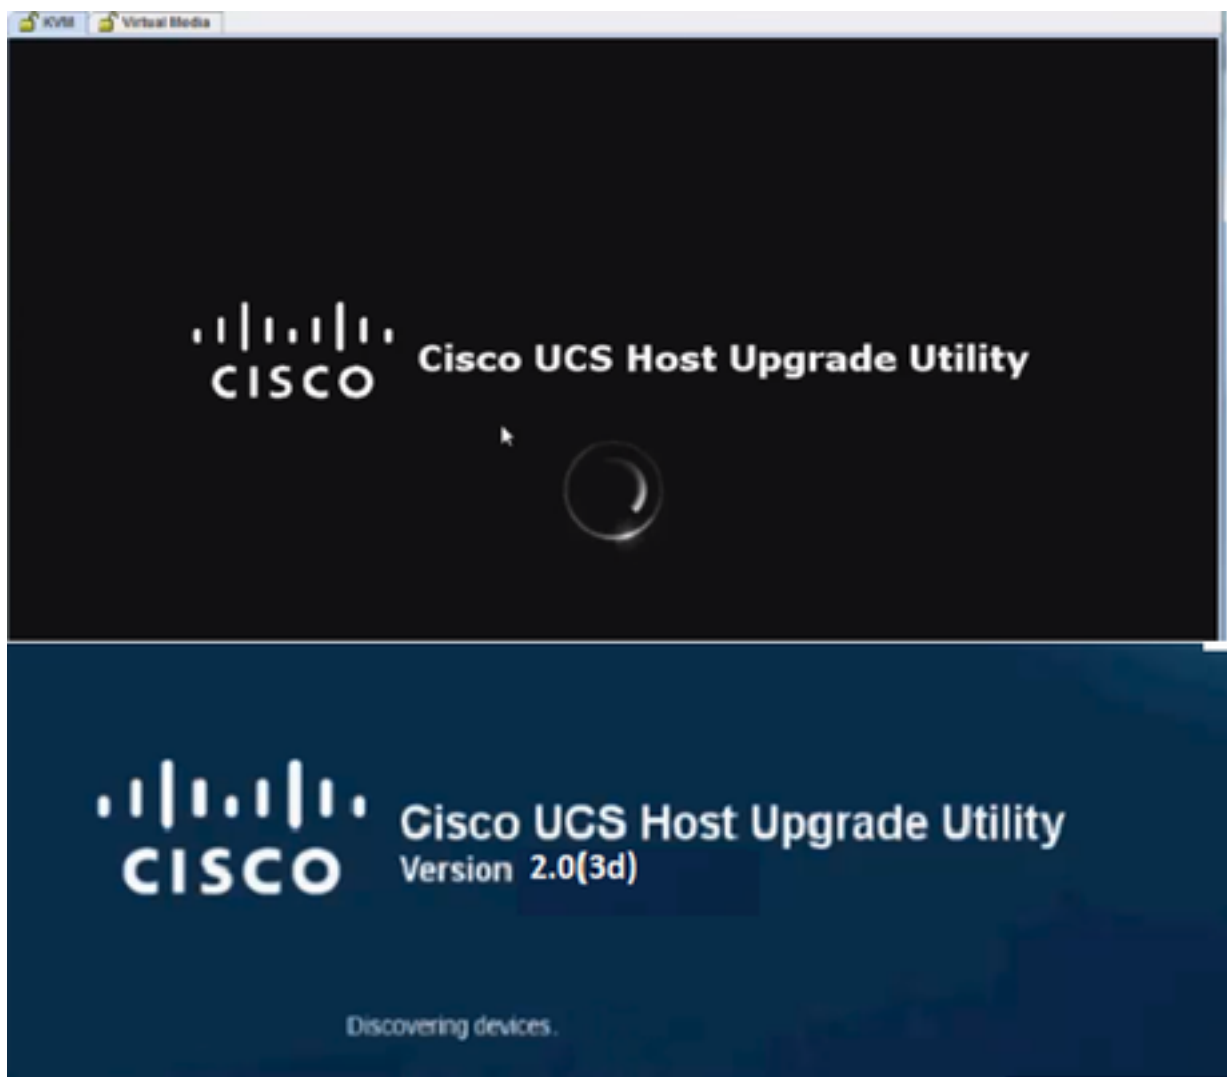 KVM Virtual Media
CISCO
Cisco UCS Host Upgrade Utility
CISCO
Cisco UCS Host Upgrade Utility
Version 2.0(3d)
Discovering devices.